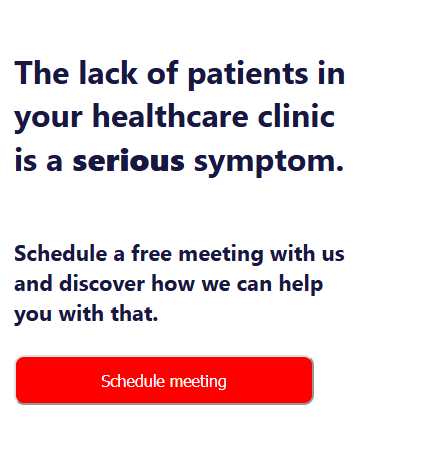 The lack of patients in
your healthcare clinic
is a serious symptom.
Schedule a free meeting with us
and discover how we can help
you with that.
Schedule meeting